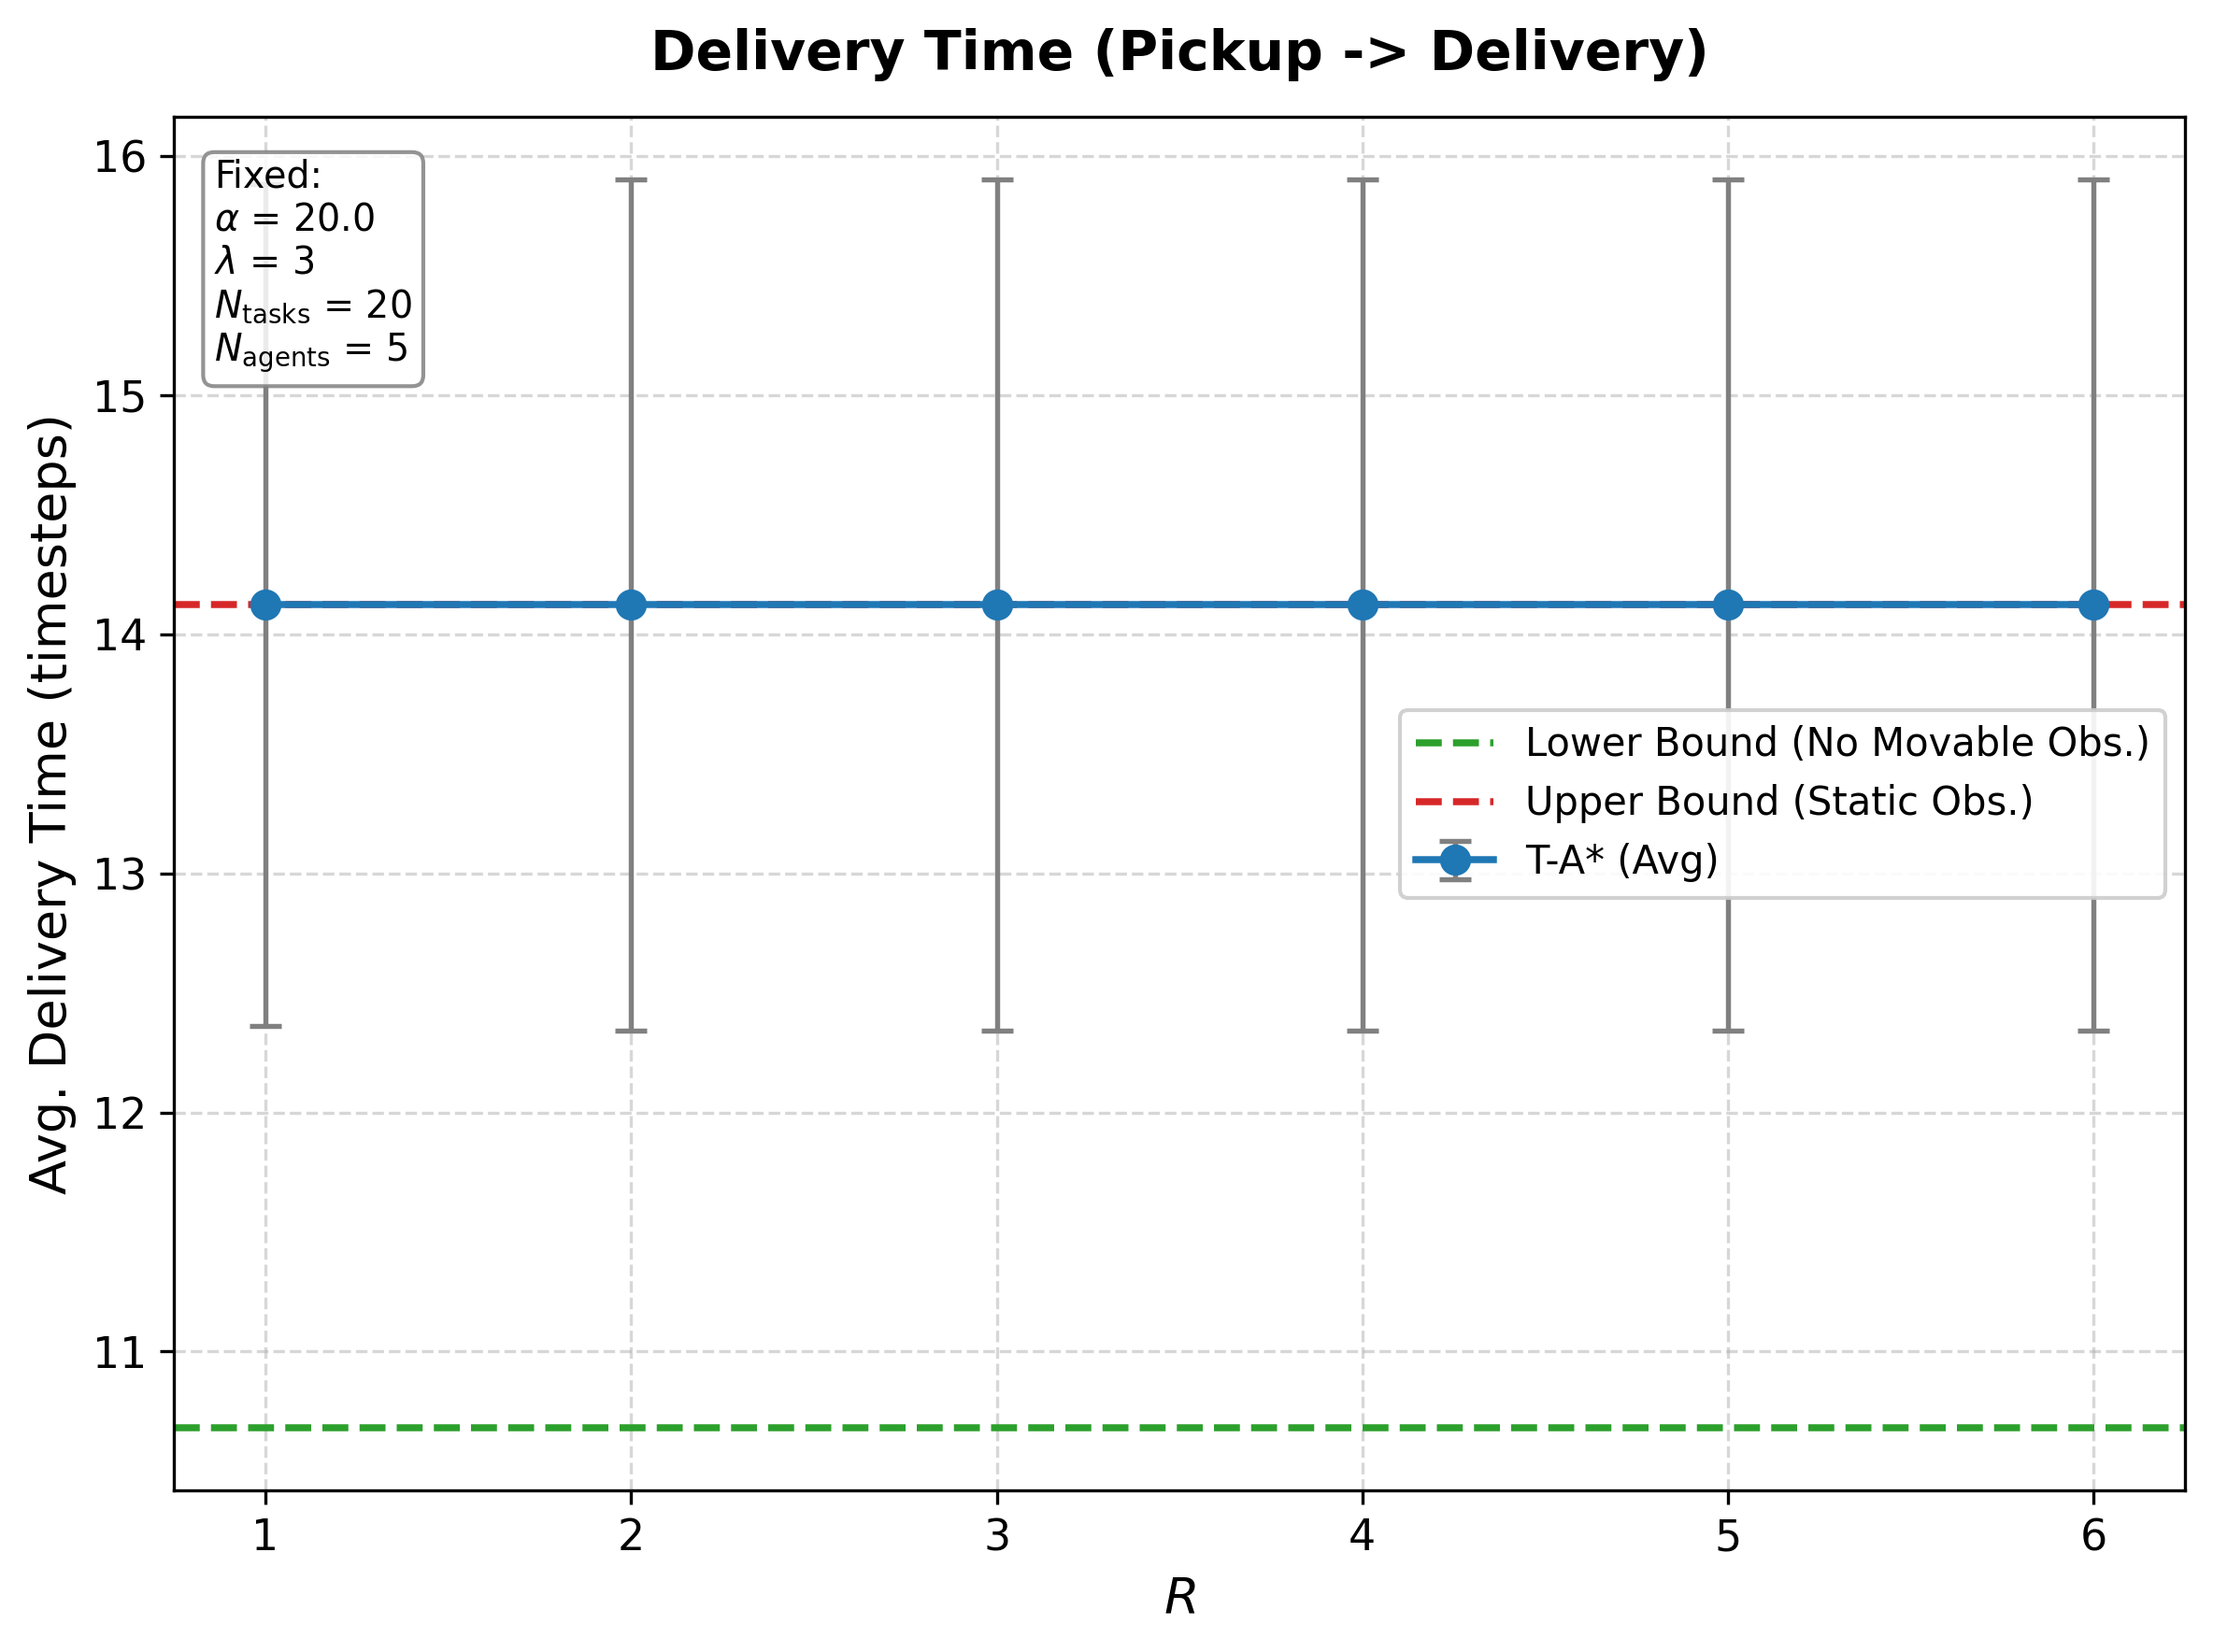 Delivery Time (Pickup -> Delivery)
Avg. Delivery Time (timesteps)
16
15
14
13
12
11
Fixed:
α = 20.0
λ = 3
N_tasks = 20
N_agents = 5
Lower Bound (No Movable Obs.)
Upper Bound (Static Obs.)
T-A* (Avg)
1 2 3 4 5 6
R